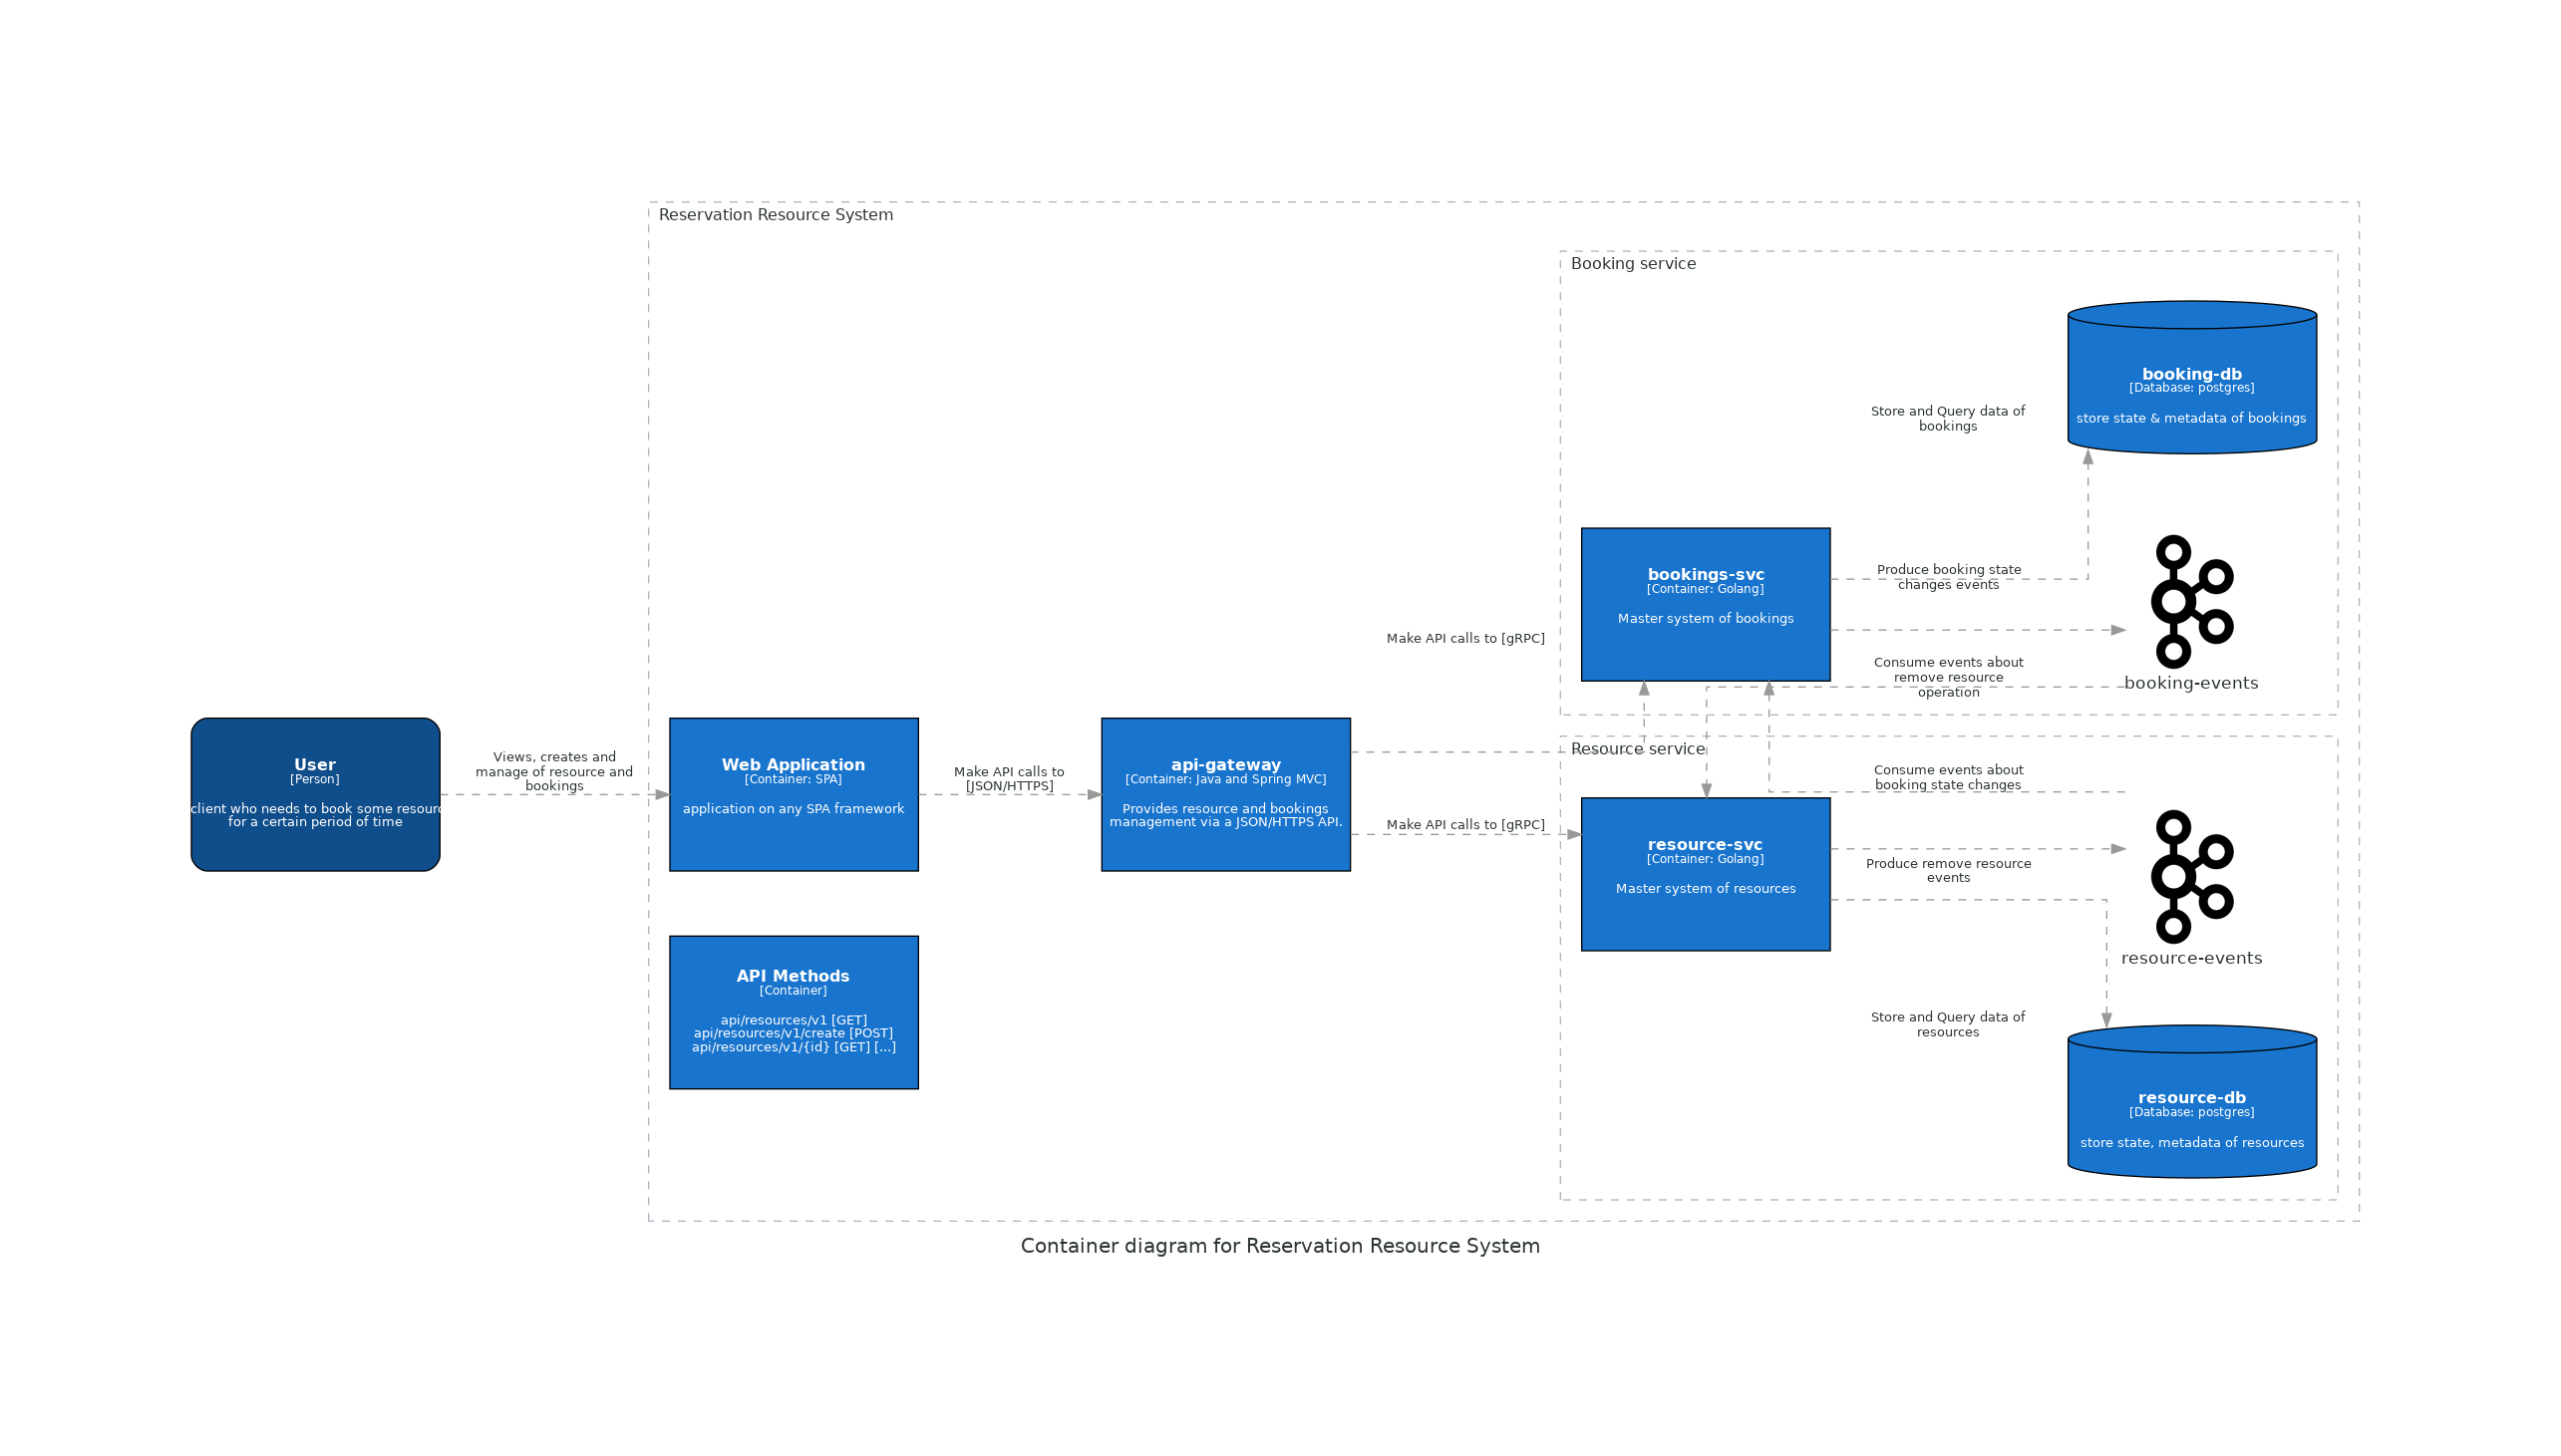 Reservation Resource System
Booking service
booking-db
[Database: postgres]
store state & metadata of bookings
Store and Query data of
bookings
bookings-svc
[Container: Golang]
Master system of bookings
Produce booking state
changes events
Make API calls to [gRPC]
Consume events about
remove resource
operation
booking-events
User
[Person]
client who needs to book some resourc
for a certain period of time
Views, creates and
manage of resource and
bookings
Web Application
[Container: SPA]
application on any SPA framework
Make API calls to
[JSON/HTTPS]
api-gateway
[Container: Java and Spring MVC]
Provides resource and bookings
management via a JSON/HTTPS API.
Make API calls to [gRPC]
Resource service
Consume events about
booking state changes
resource-svc
[Container: Golang]
Master system of resources
Produce remove resource
events
resource-events
API Methods
[Container]
api/resources/v1 [GET]
api/resources/v1/create [POST]
api/resources/v1/{id} [GET] [...]
Store and Query data of
resources
resource-db
[Database: postgres]
store state, metadata of resources
Container diagram for Reservation Resource System